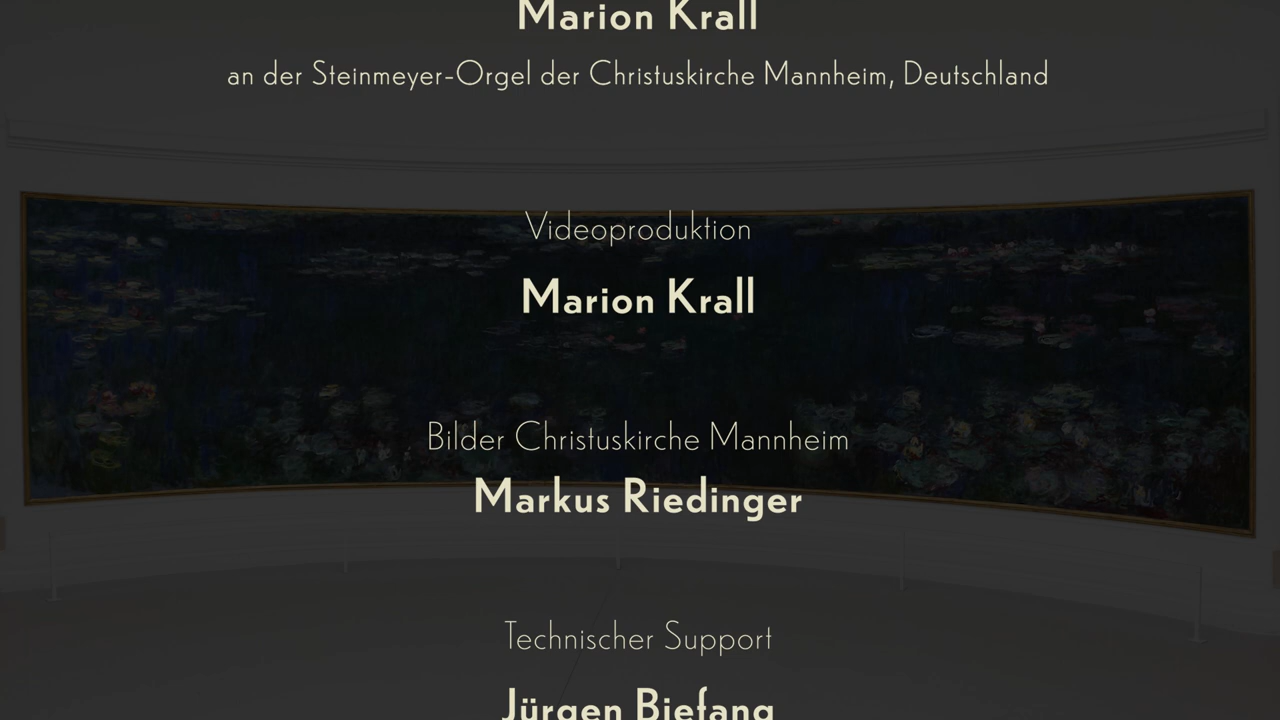 Marion Krall
an der Steinmeyer-Orgel der Christuskirche Mannheim, Deutschland
Videoproduktion
Marion Krall
Bilder Christuskirche Mannheim
Markus Riedinger
Technischer Support
Jürgen Biefang